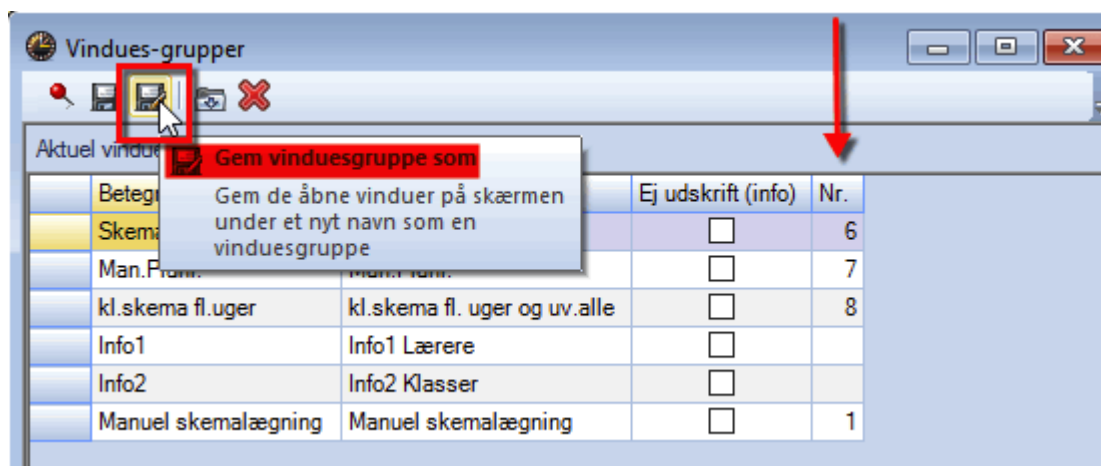 Vindues-grupper
Aktuel vindue
Gem vinduesgruppe som
Gem de åbne vinduer på skærmen
under et nyt navn som en
vinduesgruppe
Ej udskrift (info) Nr.
6
7
kl.skema fl.uger kl.skema fl. uger og uv.alle 8
Info1 Info1 Lærere
Info2 Info2 Klasser
Manuel skemalægning Manuel skemalægning 1